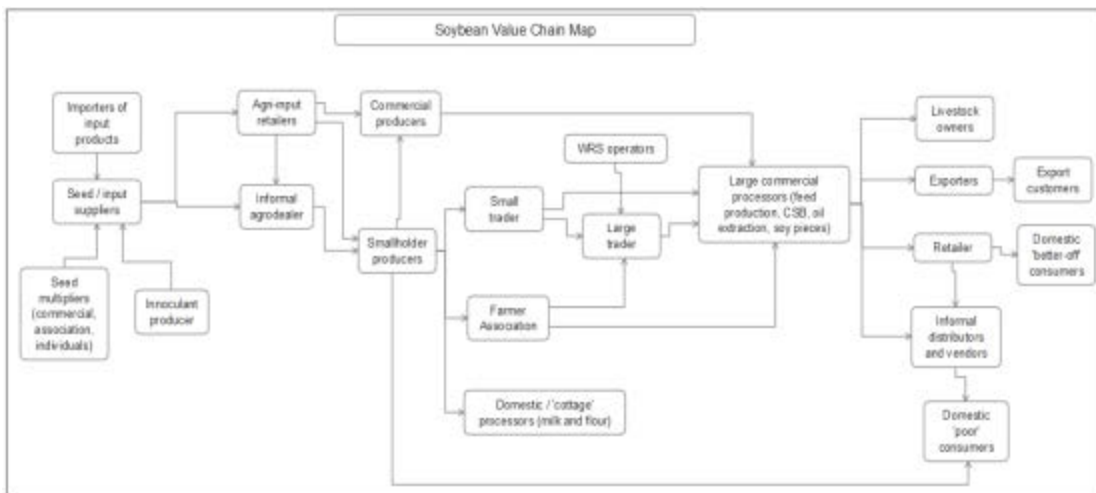 Soybean Value Chain Map
Importers of
input
products
Agri-input
retailers
Commercial
producers
Livestock
owners
WRS operators
Seed / input
suppliers
Informal
agrodealer
Small
trader
Large commercial
processors (feed
production, CSB, oil
extraction, soy pieces)
Exporters
Export
customers
Smallholder
producers
Large
trader
Retailer
Domestic
'better-off'
consumers
Seed
multipliers
(commercial,
association,
individuals)
Innoculant
producer
Farmer
Association
Informal
distributors
and vendors
Domestic / 'cottage'
processors (milk and flour)
Domestic
'poor'
consumers